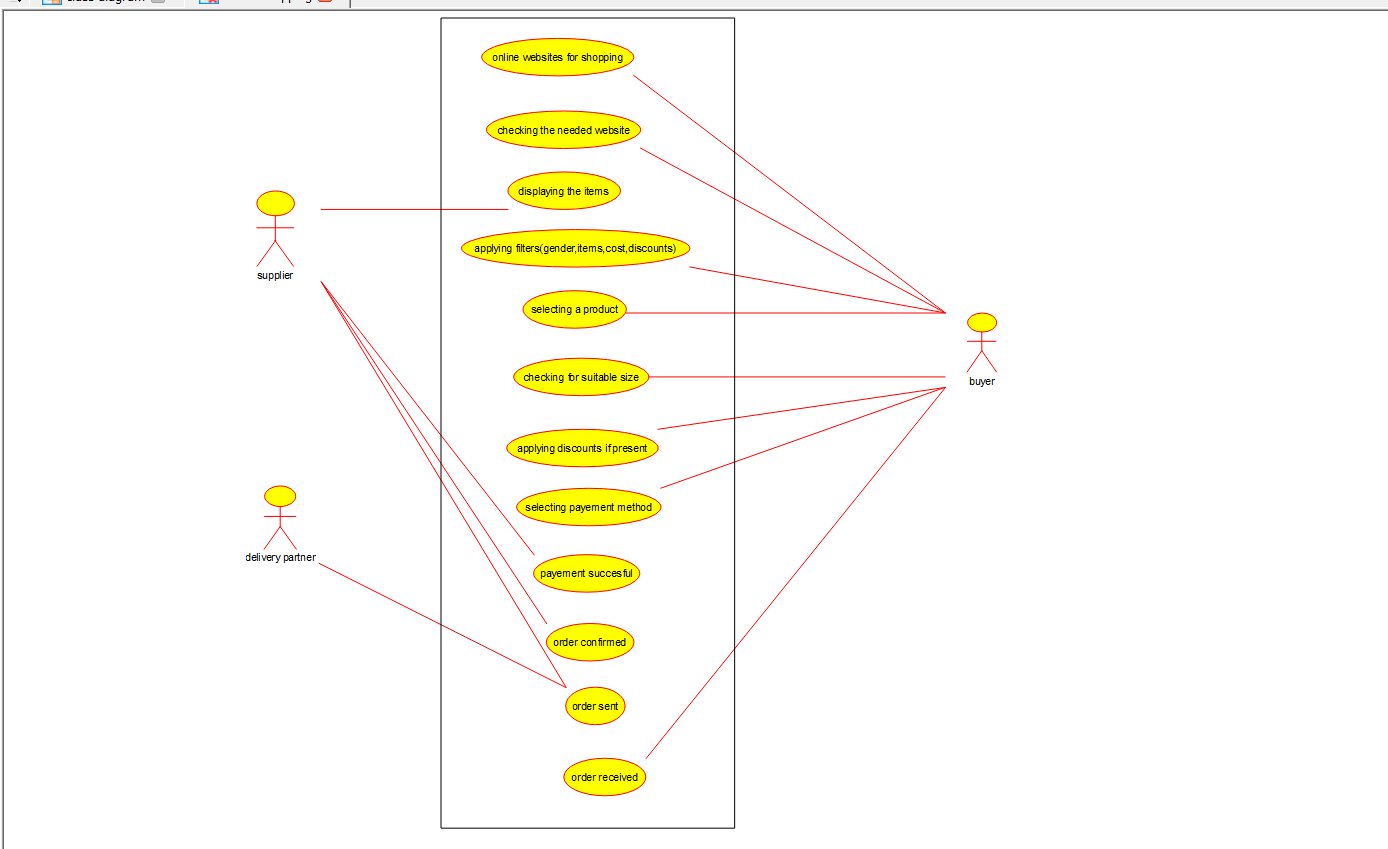 online websites for shopping
checking the needed website
displaying the items
applying filters(gender,items,cost,discounts)
selecting a product
checking for suitable size
applying discounts if present
selecting payement method
payement succesful
order confirmed
order sent
order received
supplier
delivery partner
buyer